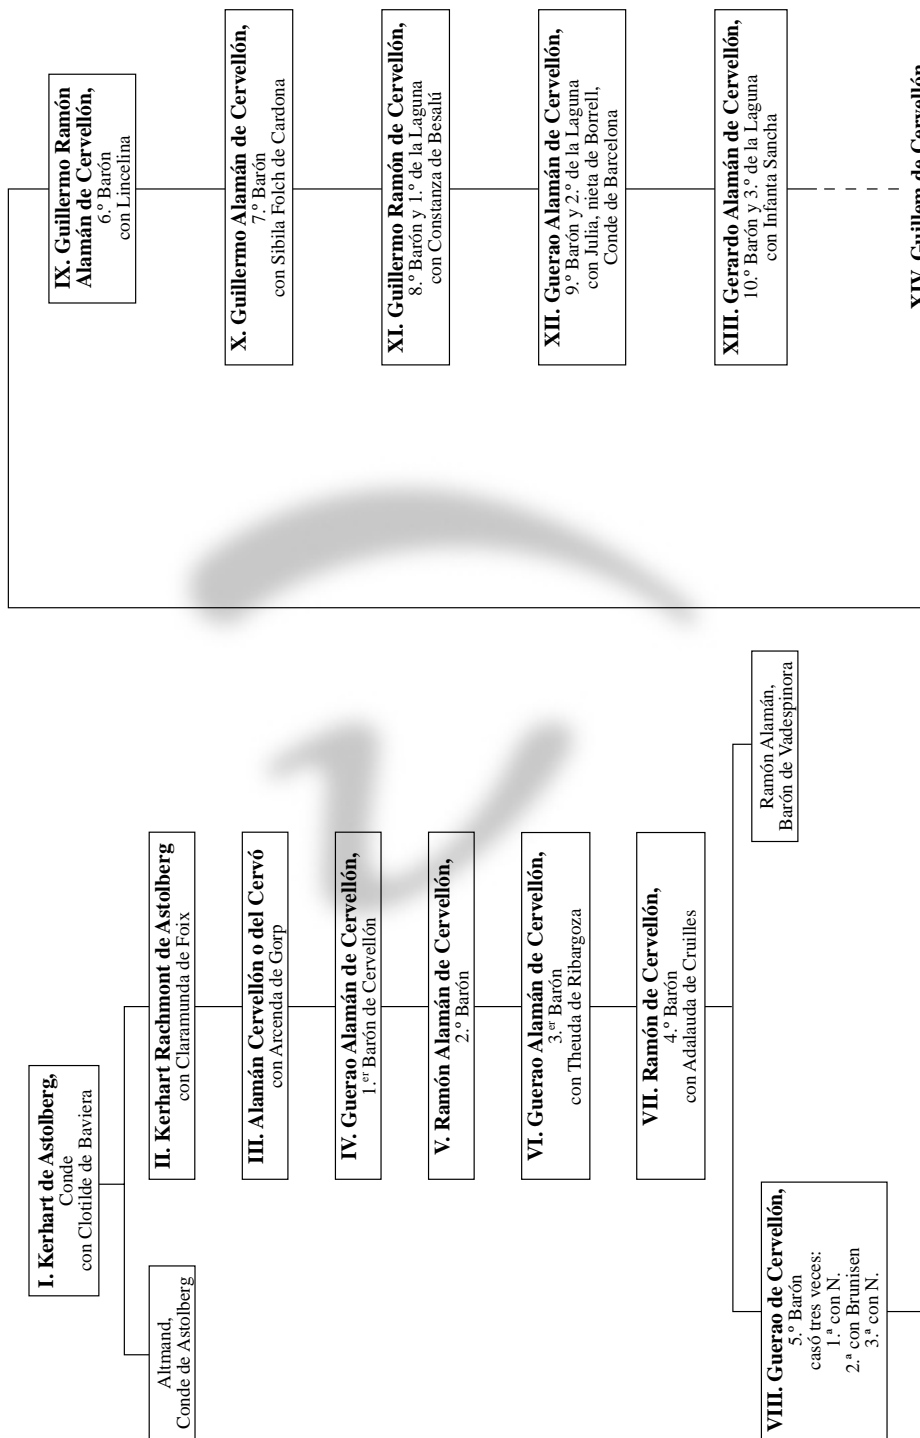 I. Kerhart de Astolberg,
Conde
con Clotilde de Baviera
Altmand,
Conde de Astolberg
II. Kerhart Rachmont de Astolberg
con Claramunda de Foix
III. Alamán Cervellón o del Cervó
con Arcenda de Gorp
IV. Guerao Alamán de Cervellón,
1.er Barón de Cervellón
V. Ramón Alamán de Cervellón,
2.º Barón
VI. Guerao Alamán de Cervellón,
3.er Barón
con Theuda de Ribargoza
VII. Ramón de Cervellón,
4.º Barón
con Adalauda de Cruilles
VIII. Guerao de Cervellón,
5.º Barón
casó tres veces:
1.ª con N.
2.ª con Brunisen
3.ª con N.
Ramón Alamán,
Barón de Vadespinora
IX. Guillermo Ramón
Alamán de Cervellón,
6.º Barón
con Lincelina
X. Guillermo Alamán de Cervellón,
7.º Barón
con Sibila Folch de Cardona
XI. Guillermo Ramón de Cervellón,
8.º Barón y 1.º de la Laguna
con Constanza de Besalú
XII. Guerao Alamán de Cervellón,
9.º Barón y 2.º de la Laguna
con Julia, nieta de Borrell,
Conde de Barcelona
XIII. Gerardo Alamán de Cervellón,
10.º Barón y 3.º de la Laguna
con Infanta Sancha
XIV. Guillem de Cervellón